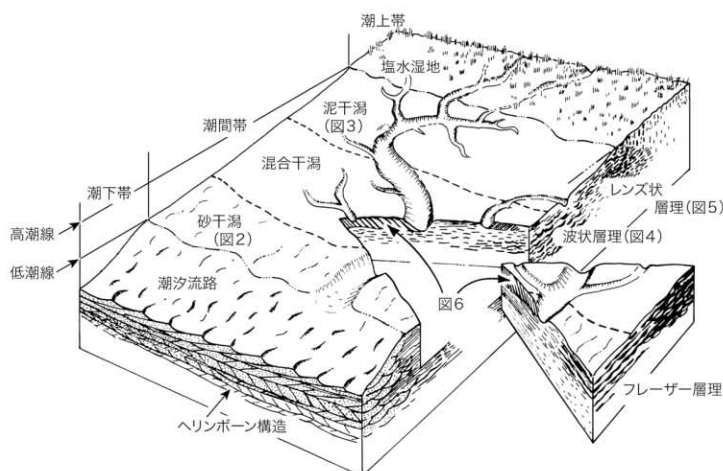 潮上帯
塩水湿地
泥干潟
(図3)
潮間帯
混合干潟
潮下帯
砂干潟
(図2)
高潮線
低潮線
潮汐流路
レンズ状
層理(図5)
波状層理(図4)
図6
フレーザー層理
ヘリンボーン構造